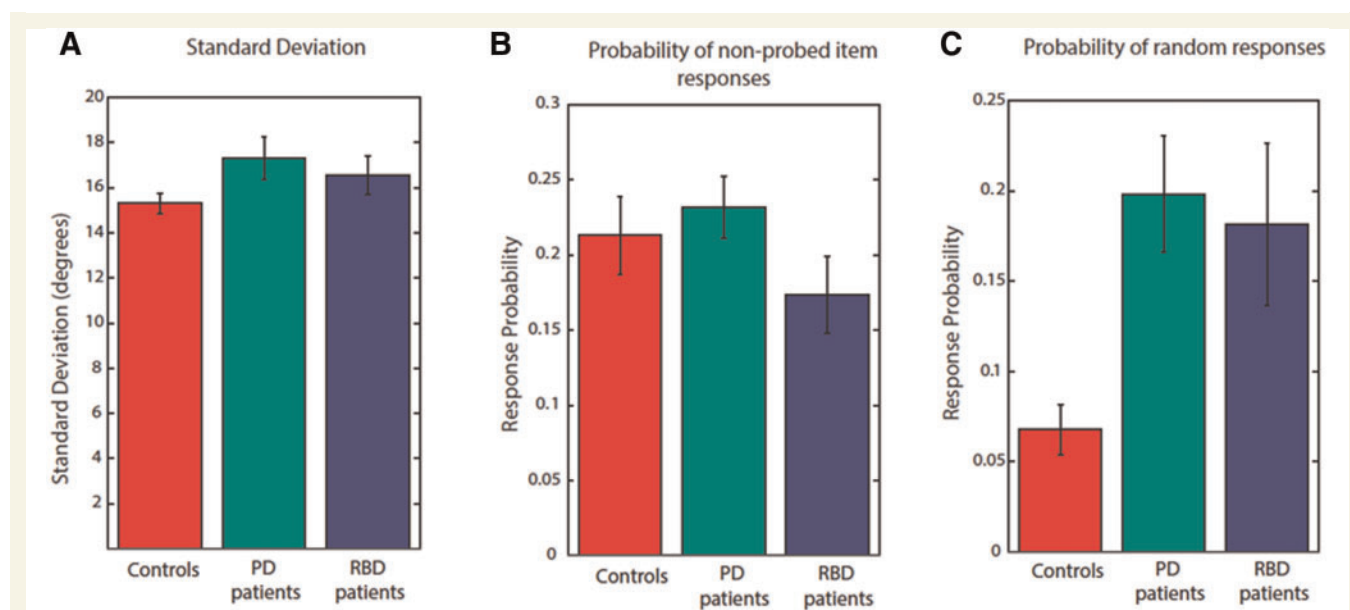 A
Standard Deviation
Standard Deviation (degrees)
20
18
16
14
12
10
8
6
4
2
Controls
PD
patients
RBD
patients
B
Probability of non-probed item
responses
Response Probability
0.3
0.25
0.2
0.15
0.1
0.05
0
Controls
PD
patients
RBD
patients
C
Probability of random responses
Response Probability
0.25
0.2
0.15
0.1
0.05
0
Controls
PD
patients
RBD
patients